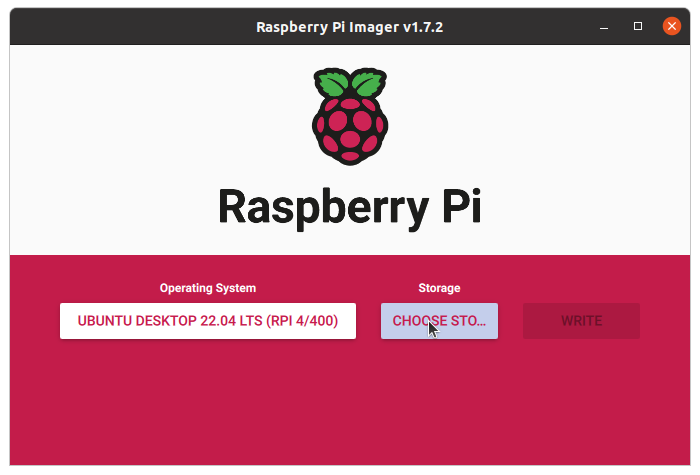 Raspberry Pi Imager v1.7.2
Raspberry Pi
Operating System
Storage
UBUNTU DESKTOP 22.04 LTS (RPI 4/400)
CHOOSE STO...
WRITE